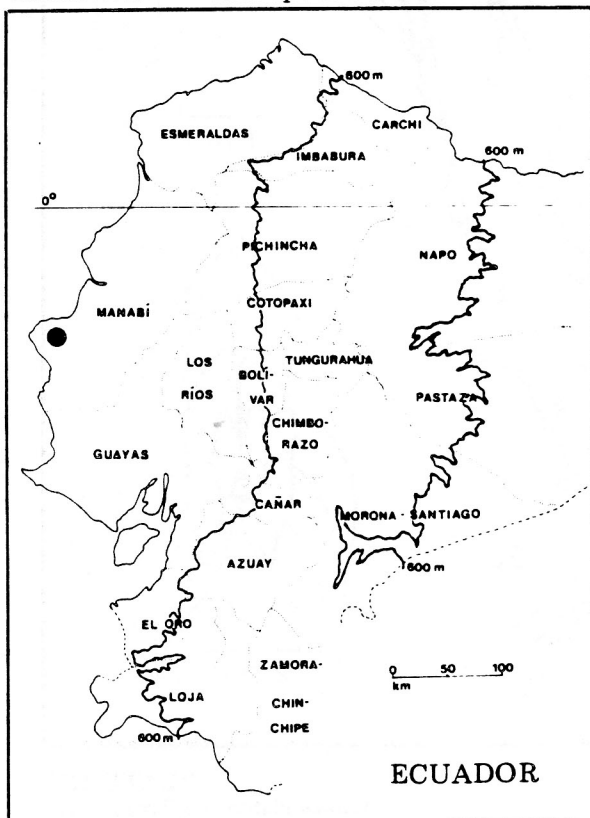 600 m
CARCHI
ESMERALDAS
600 m
IMBABURA
0°
PICHINCHA
NAPO
COTOPAXI
MANABÍ
LOS
RÍOS
TUNGURAHUA
BOLÍ-
VAR
PASTAZA
CHIMBO-
RAZO
GUAYAS
CAÑAR
MORONA-SANTIAGO
AZUAY
600 m
EL ORO
ZAMORA-
CHIN-
CHIPE
0 50 100
km
LOJA
600 m
ECUADOR